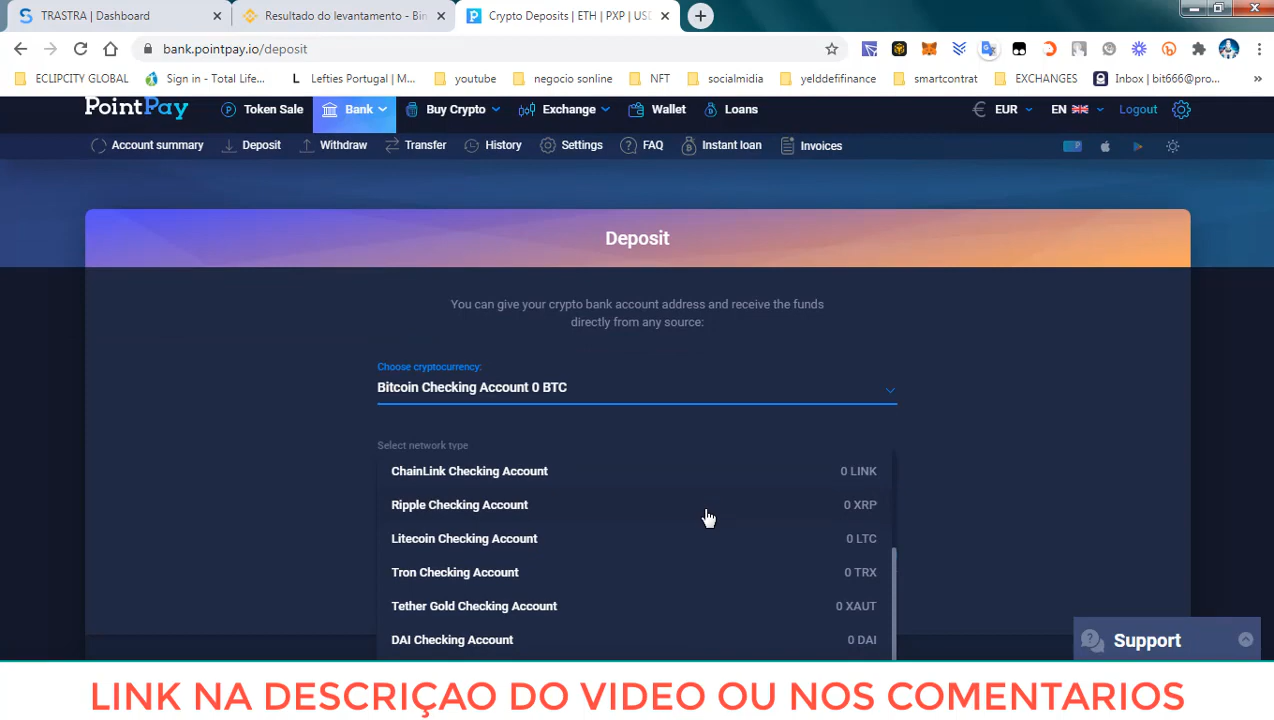 TRASTRA | Dashboard
Resultado do levantamento - Bin
Crypto Deposits | ETH | PXP | USD
bank.pointpay.io/deposit
ECLIPCITY GLOBAL
Sign in - Total Life...
Lefties Portugal | M...
youtube
negocio sonline
NFT
socialmidia
yelddefifinance
smartcontrat
EXCHANGES
Inbox | bit666@pro...
PointPay
Token Sale
Bank
Buy Crypto
Exchange
Wallet
Loans
EUR
EN
Logout
Account summary
Deposit
Withdraw
Transfer
History
Settings
FAQ
Instant loan
Invoices
Deposit
You can give your crypto bank account address and receive the funds
directly from any source:
Choose cryptocurrency:
Bitcoin Checking Account 0 BTC
Select network type
ChainLink Checking Account 0 LINK
Ripple Checking Account 0 XRP
Litecoin Checking Account 0 LTC
Tron Checking Account 0 TRX
Tether Gold Checking Account 0 XAUT
DAI Checking Account 0 DAI
Support
LINK NA DESCRIÇAO DO VIDEO OU NOS COMENTARIOS